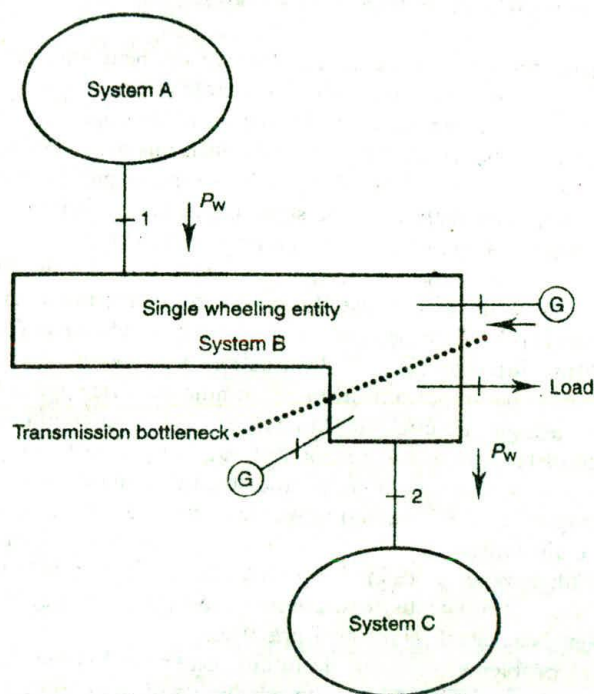 System A
1
P_W
Single wheeling entity
G
System B
Load
Transmission bottleneck
G
P_W
2
System C